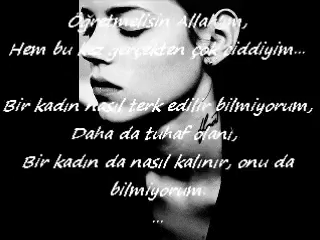 Öğretmelisin Allahım,
Hem bu kez gerçekten çok ciddiyim...
Bir kadın nasıl terk edilir bilmiyorum,
Daha da tuhaf olanı,
Bir kadın da nasıl kalınır, onu da
bilmiyorum.
...